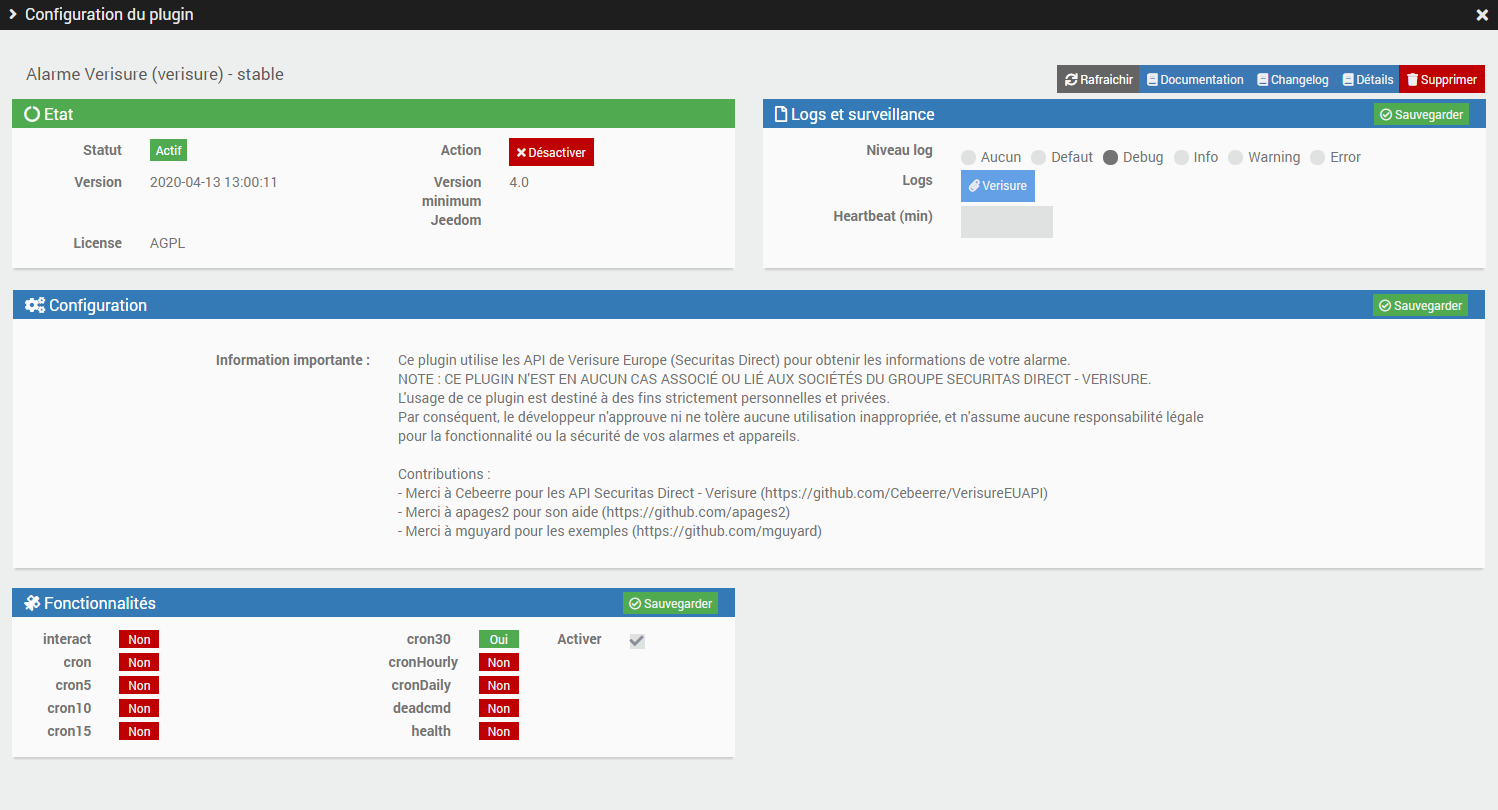 Configuration du plugin
Alarme Verisure (verisure) - stable
Rafraichir Documentation Changelog Détails Supprimer
Etat
Statut Actif Action Désactiver
Version 2020-04-13 13:00:11 Version minimum Jeedom 4.0
License AGPL
Logs et surveillance Sauvegarder
Niveau log Aucun Defaut Debug Info Warning Error
Logs Verisure
Heartbeat (min)
Configuration Sauvegarder
Information importante : Ce plugin utilise les API de Verisure Europe (Securitas Direct) pour obtenir les informations de votre alarme.
NOTE : CE PLUGIN N'EST EN AUCUN CAS ASSOCIÉ OU LIÉ AUX SOCIÉTÉS DU GROUPE SECURITAS DIRECT - VERISURE.
L'usage de ce plugin est destiné à des fins strictement personnelles et privées.
Par conséquent, le développeur n'approuve ni ne tolère aucune utilisation inappropriée, et n'assume aucune responsabilité légale
pour la fonctionnalité ou la sécurité de vos alarmes et appareils.
Contributions :
- Merci à Cebeerre pour les API Securitas Direct - Verisure (https://github.com/Cebeerre/VerisureEUAPI)
- Merci à apages2 pour son aide (https://github.com/apages2)
- Merci à mguyard pour les exemples (https://github.com/mguyard)
Fonctionnalités Sauvegarder
interact Non cron30 Oui Activer
cron Non cronHourly Non
cron5 Non cronDaily Non
cron10 Non deadcmd Non
cron15 Non health Non